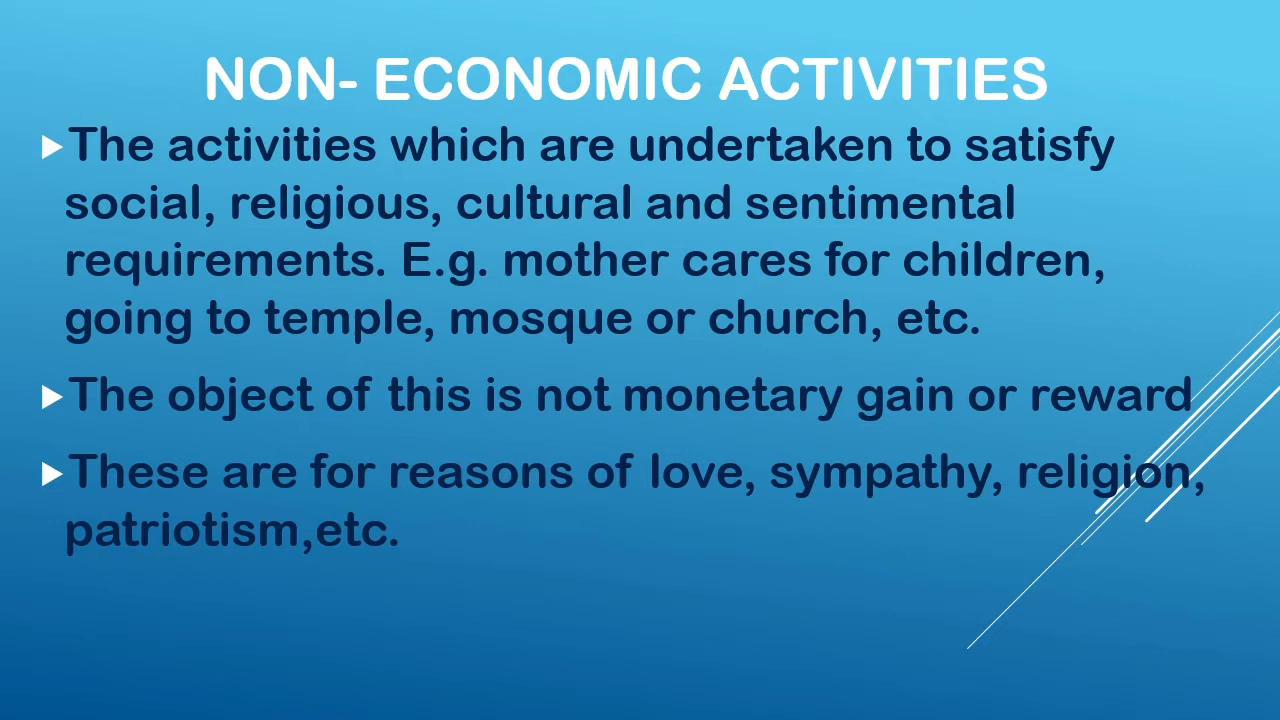 NON- ECONOMIC ACTIVITIES
The activities which are undertaken to satisfy
social, religious, cultural and sentimental
requirements. E.g. mother cares for children,
going to temple, mosque or church, etc.
The object of this is not monetary gain or reward
These are for reasons of love, sympathy, religion,
patriotism,etc.